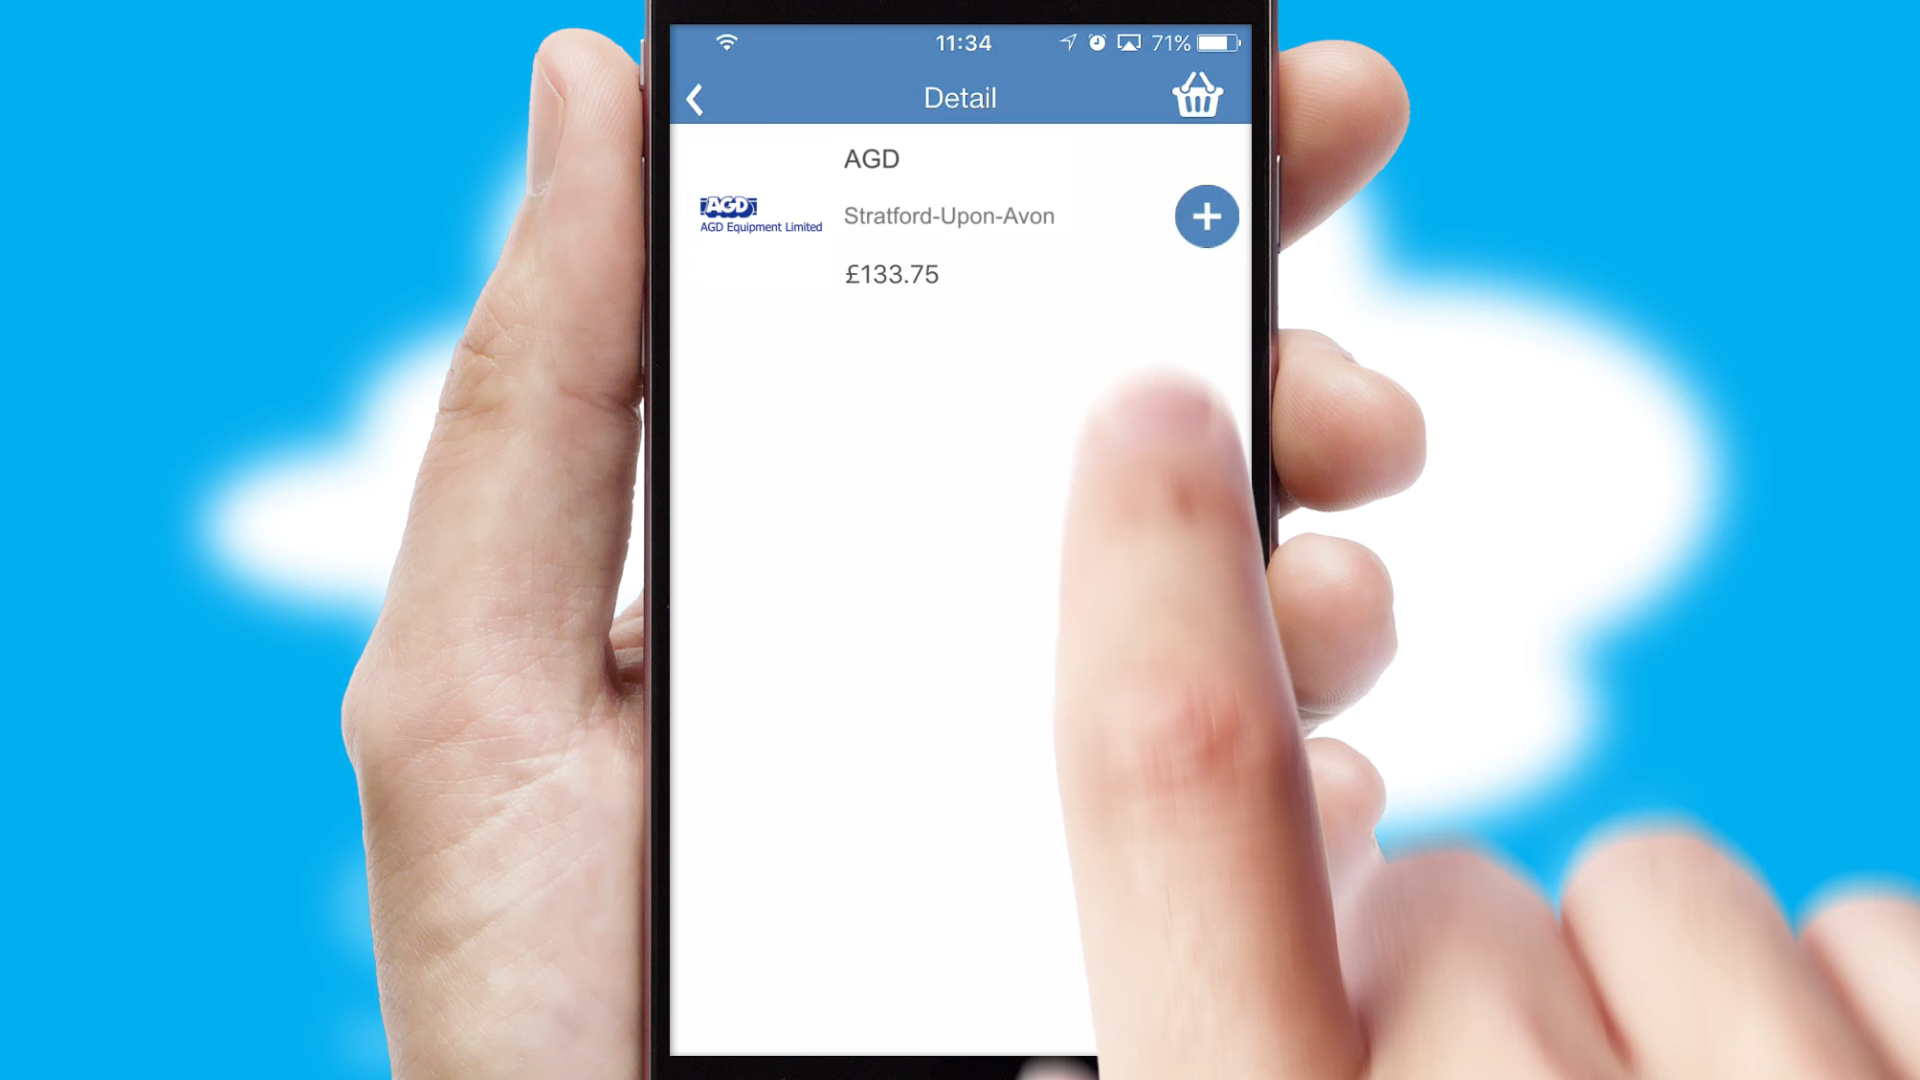 11:34
71%
Detail
AGD
AGD
AGD Equipment Limited
Stratford-Upon-Avon
£133.75